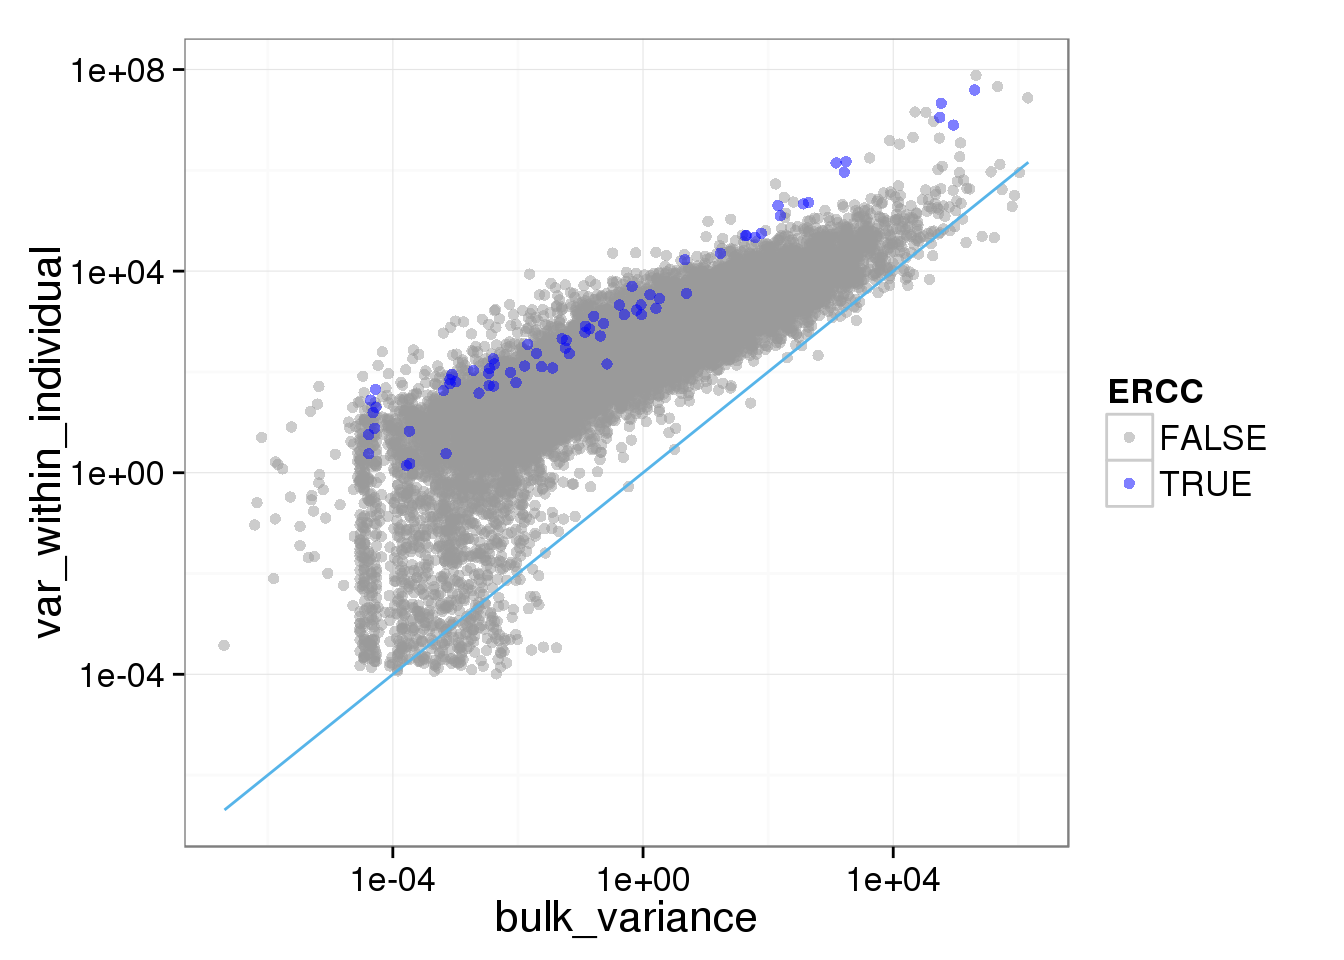 1e+08
1e+04
1e+00
1e-04
var_within_individual
1e-04 1e+00 1e+04
bulk_variance
ERCC
FALSE
TRUE